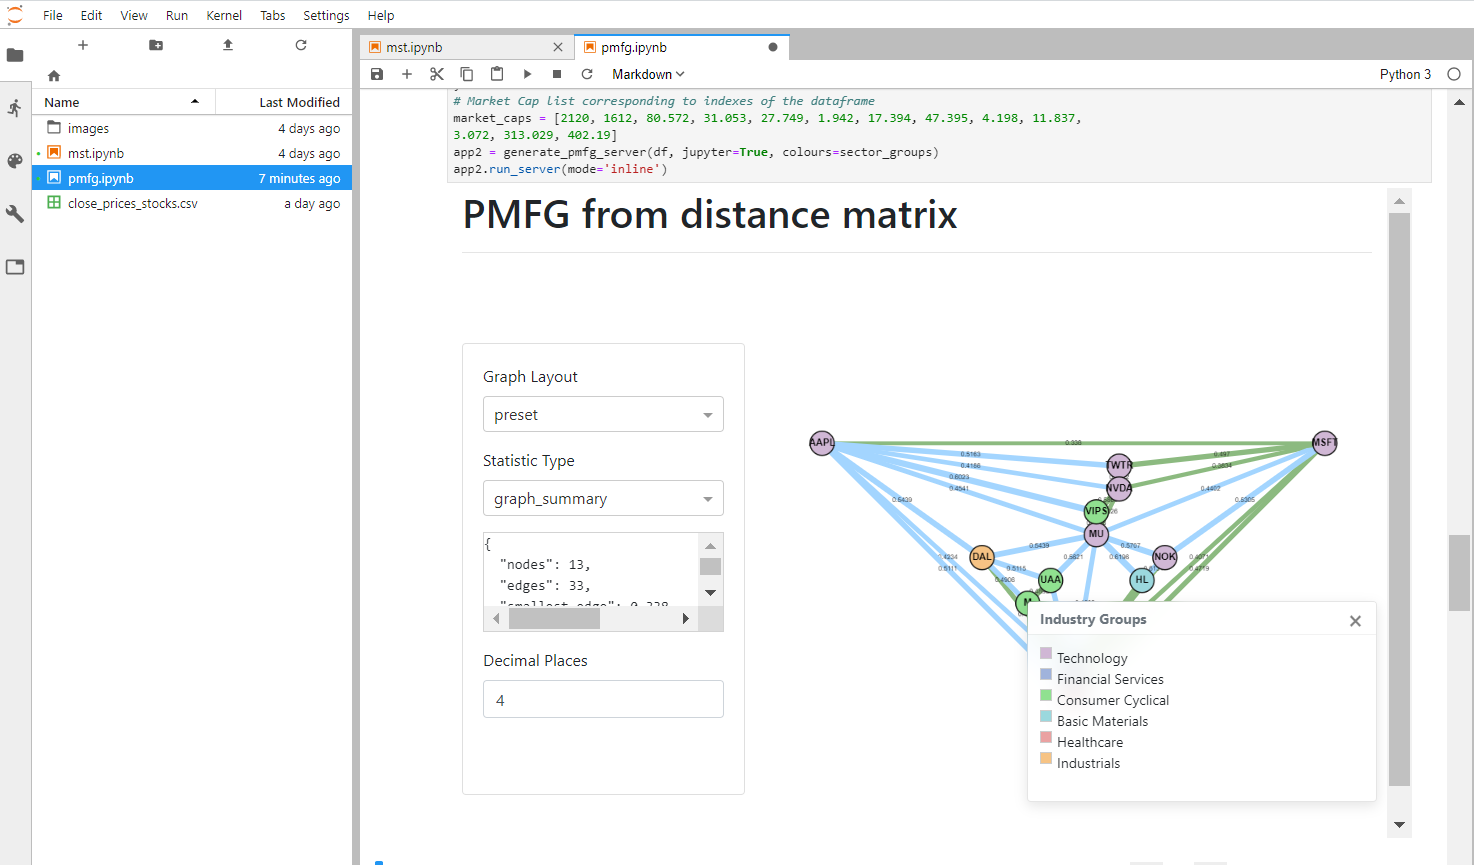 File Edit View Run Kernel Tabs Settings Help
mst.ipynb
pmfg.ipynb
Markdown
Python 3
Name
Last Modified
images 4 days ago
mst.ipynb 4 days ago
pmfg.ipynb 7 minutes ago
close_prices_stocks.csv a day ago
# Market Cap list corresponding to indexes of the dataframe
market_caps = [2120, 1612, 80.572, 31.053, 27.749, 1.942, 17.394, 47.395, 4.198, 11.837,
3.072, 313.029, 402.19]
app2 = generate_pmfg_server(df, jupyter=True, colours=sector_groups)
app2.run_server(mode='inline')
PMFG from distance matrix
Graph Layout
preset
Statistic Type
graph_summary
{
"nodes": 13,
"edges": 33,
"smallest_edge": 0.338
Decimal Places
4
AAPL
0.338
MSFT
0.5163
0.497
TWTR
0.4166
0.3634
0.6023
NVDA
0.4541
0.4402
0.5439
0.5305
VIPS
MU
0.5439
0.5707
DAL
0.5621
0.6196
NOK
0.4234
0.4071
0.5111
0.5115
0.4719
0.4906
UAA
HL
M
Industry Groups
Technology
Financial Services
Consumer Cyclical
Basic Materials
Healthcare
Industrials